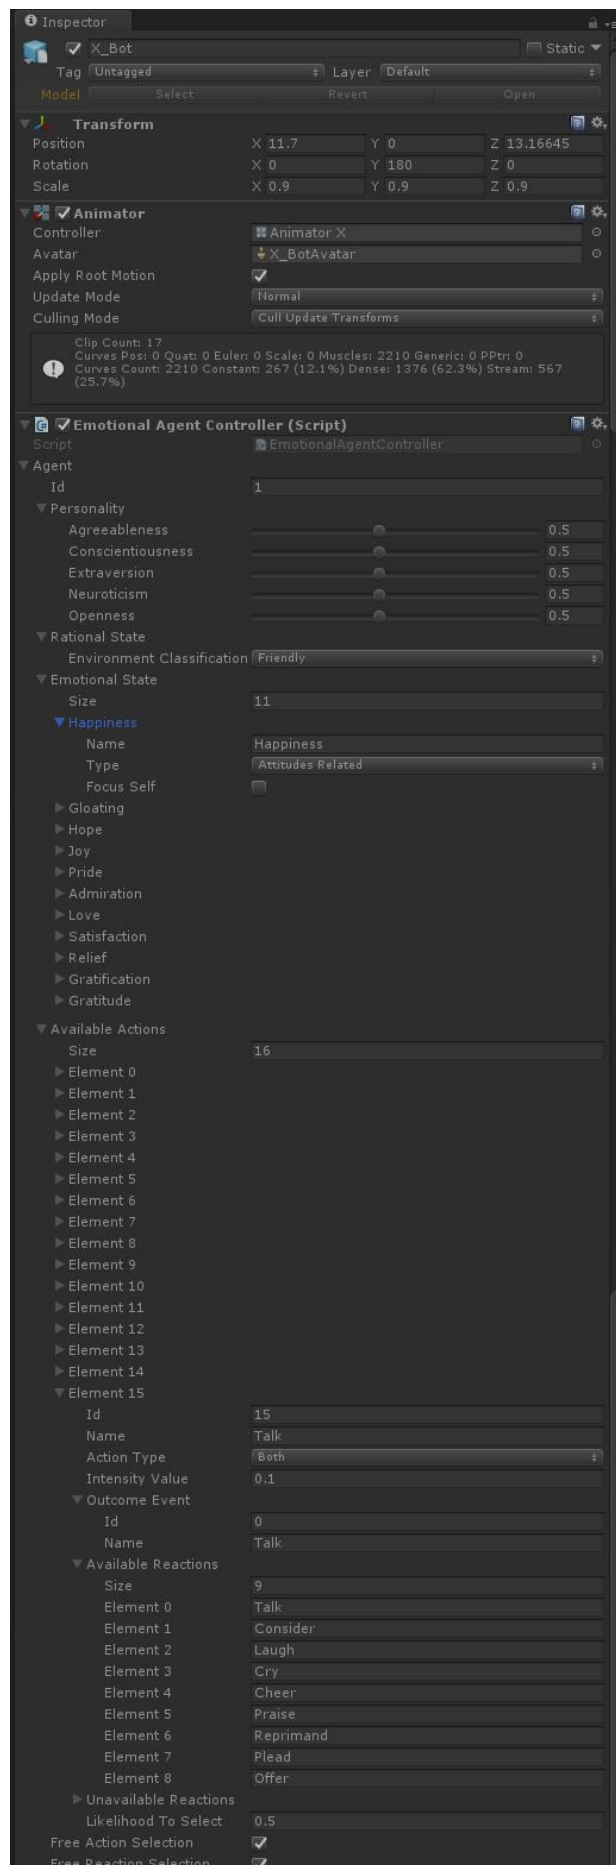 Inspector
X_Bot Static
Tag Untagged Layer Default
Model Select Revert Open
Transform
Position X 11.7 Y 0 Z 13.16645
Rotation X 0 Y 180 Z 0
Scale X 0.9 Y 0.9 Z 0.9
Animator
Controller Animator X
Avatar X_BotAvatar
Apply Root Motion
Update Mode Normal
Culling Mode Cull Update Transforms
Clip Count: 17
Curves Pos: 0 Quat: 0 Euler: 0 Scale: 0 Muscles: 2210 Generic: 0 PPtr: 0
Curves Count: 2210 Constant: 267 (12.1%) Dense: 1376 (62.3%) Stream: 567
(25.7%)
Emotional Agent Controller (Script)
Script EmotionalAgentController
Agent
Id 1
Personality
Agreeableness 0.5
Conscientiousness 0.5
Extraversion 0.5
Neuroticism 0.5
Openness 0.5
Rational State
Environment Classification Friendly
Emotional State
Size 11
Happiness
Name Happiness
Type Attitudes Related
Focus Self
Gloating
Hope
Joy
Pride
Admiration
Love
Satisfaction
Relief
Gratification
Gratitude
Available Actions
Size 16
Element 0
Element 1
Element 2
Element 3
Element 4
Element 5
Element 6
Element 7
Element 8
Element 9
Element 10
Element 11
Element 12
Element 13
Element 14
Element 15
Id 15
Name Talk
Action Type Both
Intensity Value 0.1
Outcome Event
Id 0
Name Talk
Available Reactions
Size 9
Element 0 Talk
Element 1 Consider
Element 2 Laugh
Element 3 Cry
Element 4 Cheer
Element 5 Praise
Element 6 Reprimand
Element 7 Plead
Element 8 Offer
Unavailable Reactions
Likelihood To Select 0.5
Free Action Selection
Free Reaction Selection